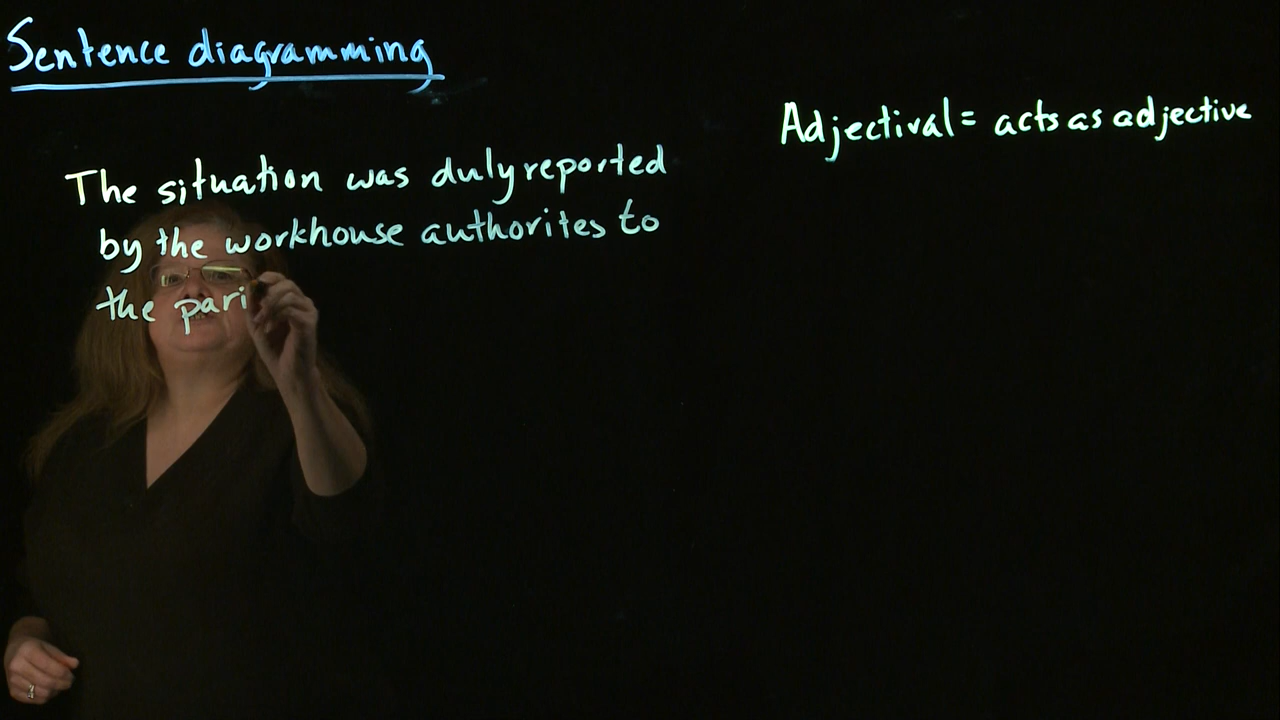 Sentence diagramming
Adjectival = acts as adjective
The situation was duly reported
by the workhouse authorites to
the pari